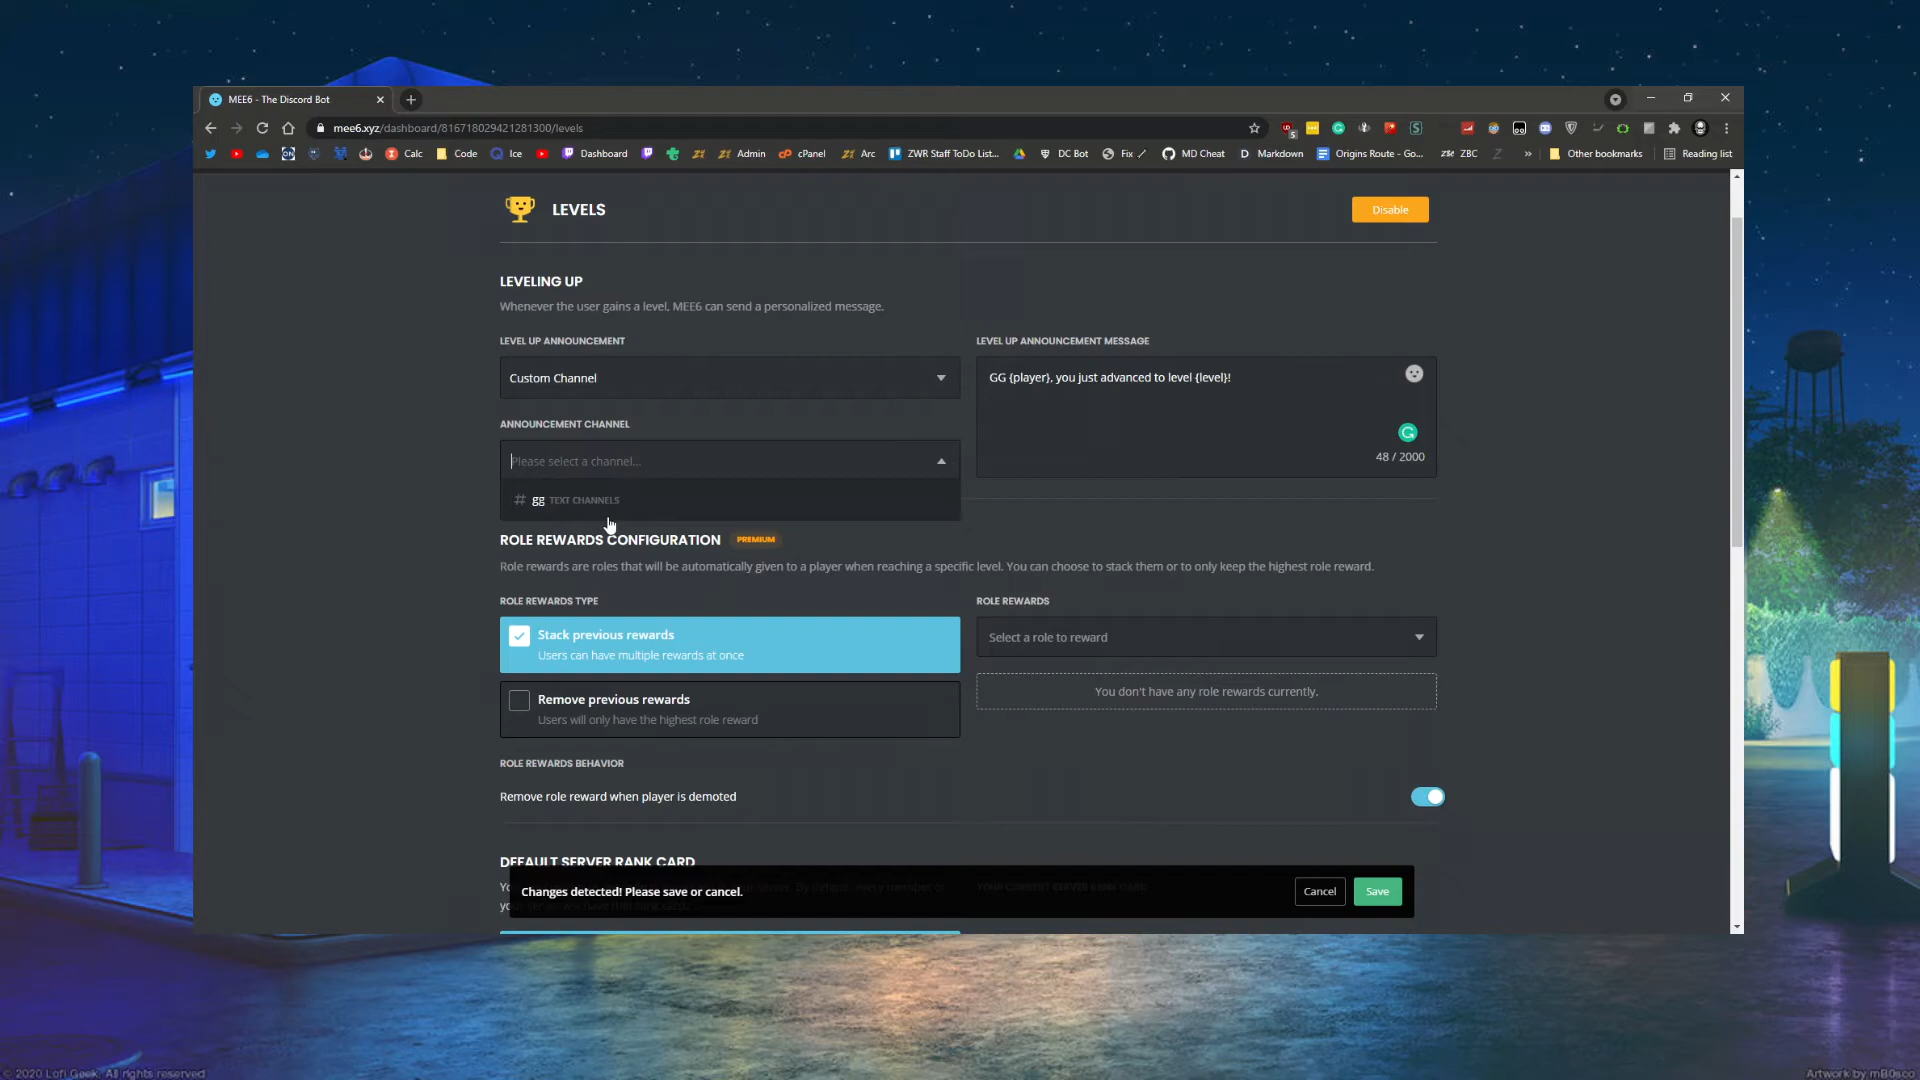 MEE6 - The Discord Bot
mee6.xyz/dashboard/816718029421281300/levels
Calc Code Ice Dashboard Admin cPanel Arc ZWR Staff ToDo List... DC Bot Fix MD Cheat Markdown Origins Route - Go... ZBC » Other bookmarks Reading list
LEVELS
Disable
LEVELING UP
Whenever the user gains a level, MEE6 can send a personalized message.
LEVEL UP ANNOUNCEMENT
LEVEL UP ANNOUNCEMENT MESSAGE
Custom Channel
GG {player}, you just advanced to level {level}!
48 / 2000
ANNOUNCEMENT CHANNEL
Please select a channel...
# gg TEXT CHANNELS
ROLE REWARDS CONFIGURATION PREMIUM
Role rewards are roles that will be automatically given to a player when reaching a specific level. You can choose to stack them or to only keep the highest role reward.
ROLE REWARDS TYPE
ROLE REWARDS
Stack previous rewards
Users can have multiple rewards at once
Select a role to reward
Remove previous rewards
Users will only have the highest role reward
You don't have any role rewards currently.
ROLE REWARDS BEHAVIOR
Remove role reward when player is demoted
DEFAULT SERVER RANK CARD
Changes detected! Please save or cancel.
Cancel
Save
© 2020 Lofi Geek. All rights reserved
Artwork by mB0sco